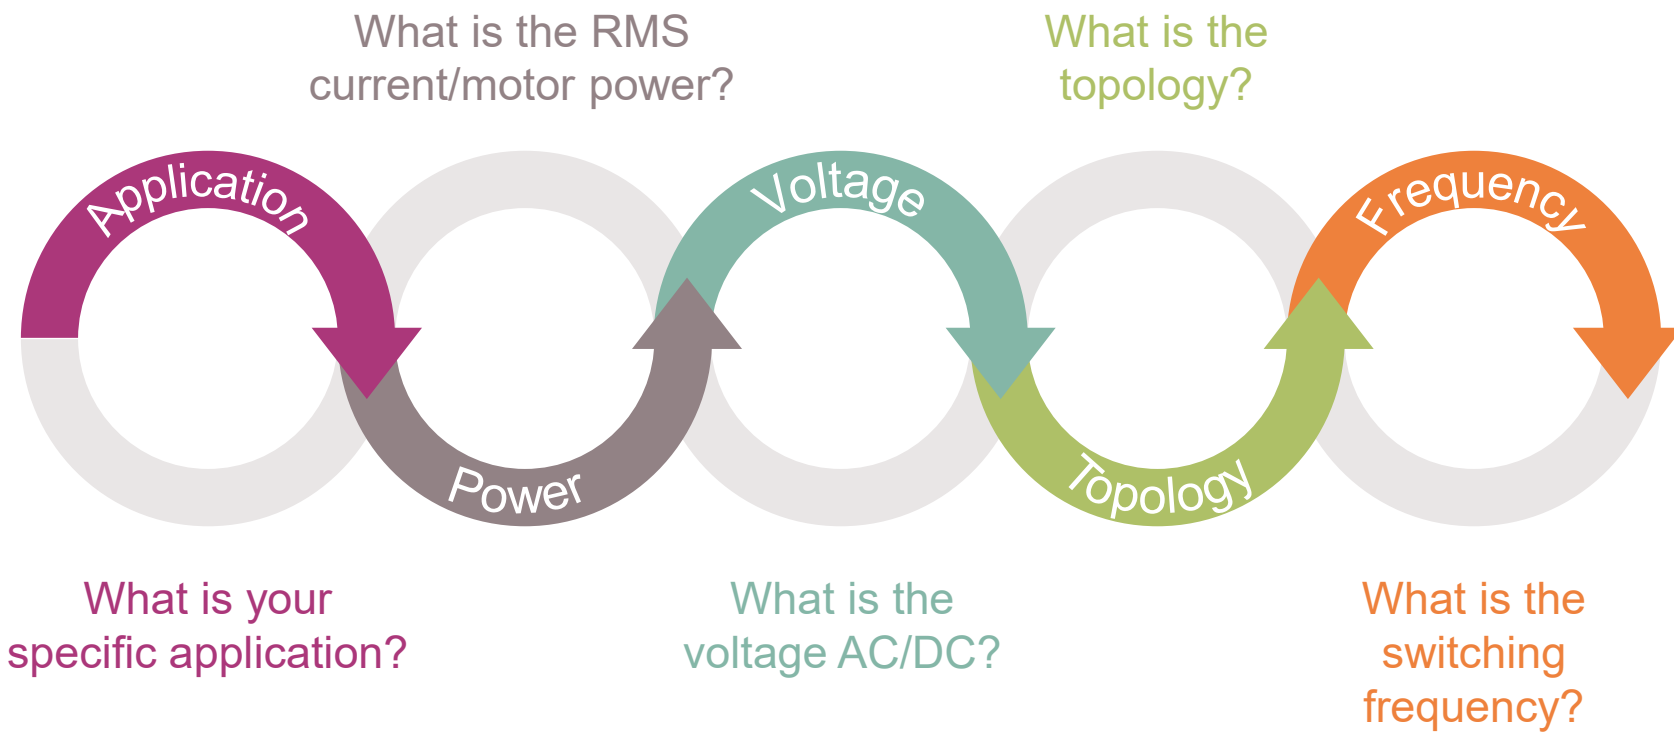 What is the RMS
current/motor power?
What is the
topology?
Application
Voltage
Frequency
Power
Topology
What is your
specific application?
What is the
voltage AC/DC?
What is the
switching
frequency?